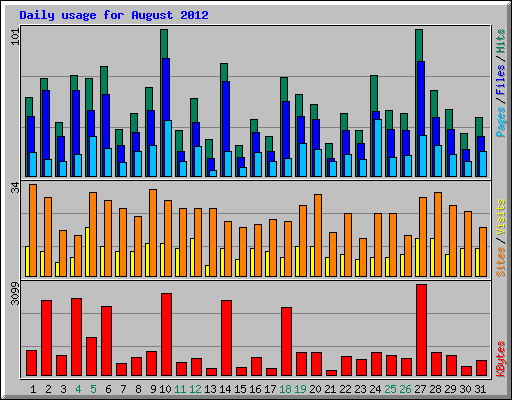 Daily usage for August 2012
101
Pages / Files / Hits
34
Sites / Visits
3099
KBytes
1 2 3 4 5 6 7 8 9 10 11 12 13 14 15 16 17 18 19 20 21 22 23 24 25 26 27 28 29 30 31